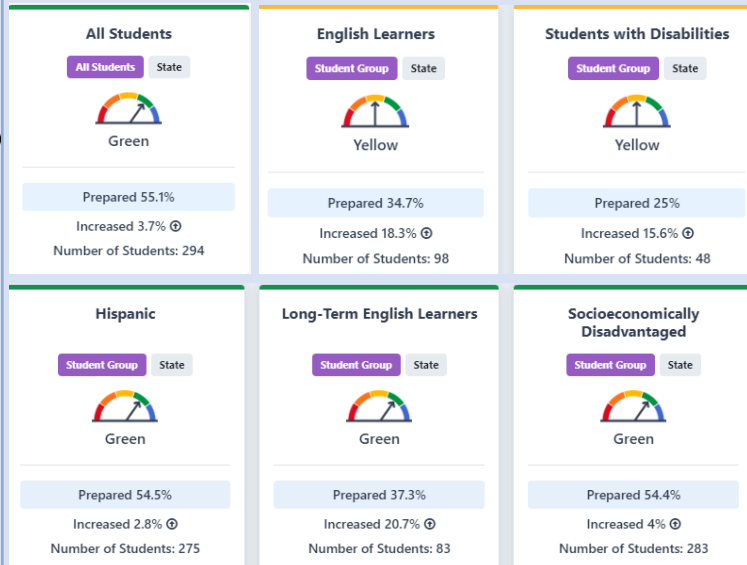 All Students
All Students State
Green
Prepared 55.1%
Increased 3.7%
Number of Students: 294
English Learners
Student Group State
Yellow
Prepared 34.7%
Increased 18.3%
Number of Students: 98
Students with Disabilities
Student Group State
Yellow
Prepared 25%
Increased 15.6%
Number of Students: 48
Hispanic
Student Group State
Green
Prepared 54.5%
Increased 2.8%
Number of Students: 275
Long-Term English Learners
Student Group State
Green
Prepared 37.3%
Increased 20.7%
Number of Students: 83
Socioeconomically
Disadvantaged
Student Group State
Green
Prepared 54.4%
Increased 4%
Number of Students: 283